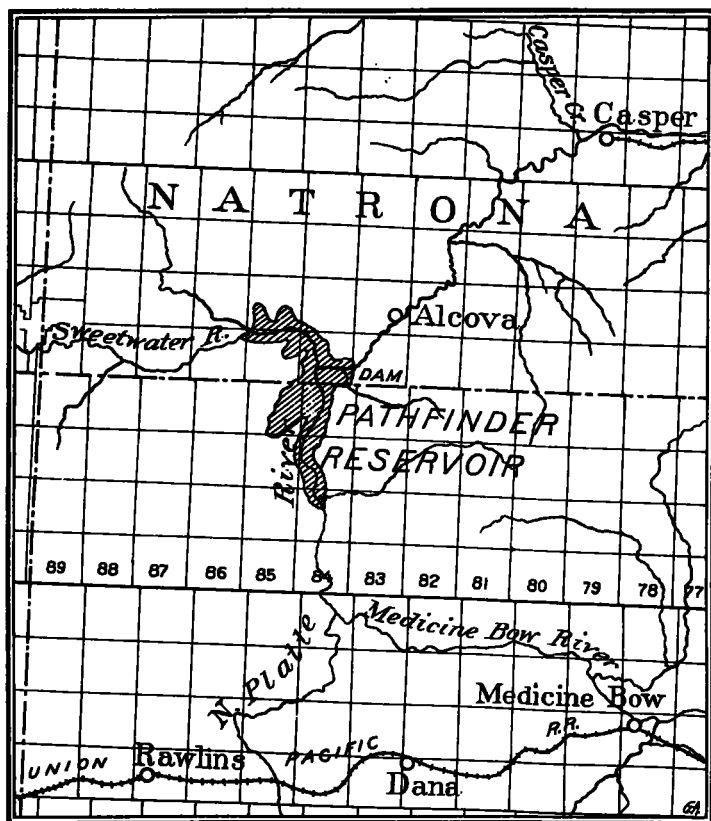 Casper Cr.
Casper
NATRONA
Alcova
Sweetwater R.
DAM
PATHFINDER
RESERVOIR
River
89 88 87 86 85 84 83 82 81 80 79 78 77
Medicine Bow River
N. Platte
Medicine Bow
R.R.
PACIFIC
Rawlins
UNION
Dana